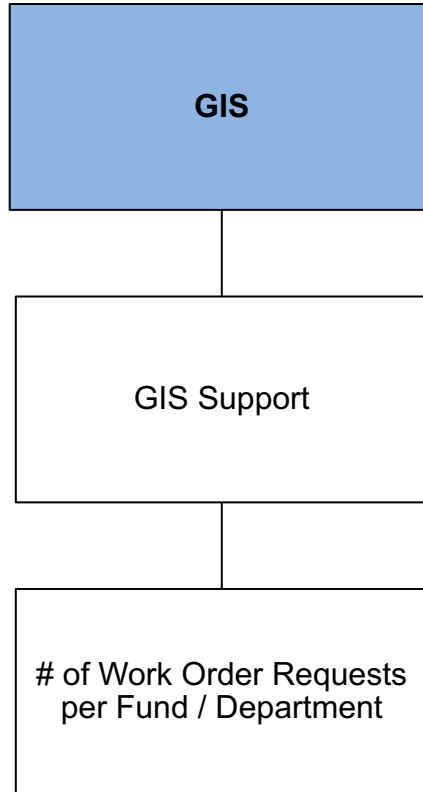 GIS
GIS Support
# of Work Order Requests
per Fund / Department